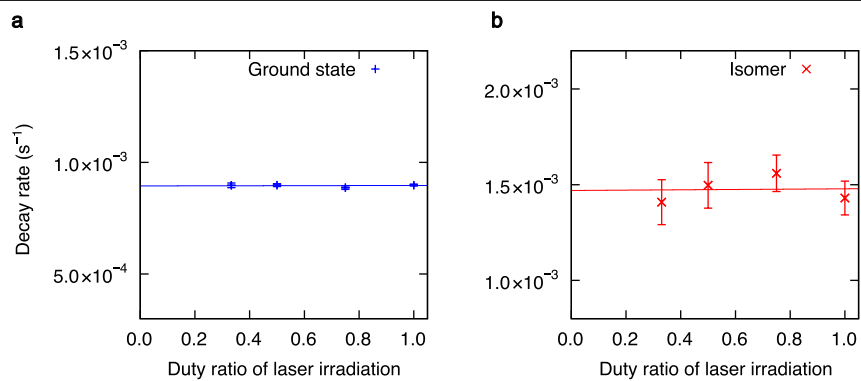 a
b
1.5×10⁻³
1.0×10⁻³
5.0×10⁻⁴
Decay rate (s⁻¹)
Ground state
0.0 0.2 0.4 0.6 0.8 1.0
Duty ratio of laser irradiation
2.0×10⁻³
1.5×10⁻³
1.0×10⁻³
Isomer
0.0 0.2 0.4 0.6 0.8 1.0
Duty ratio of laser irradiation